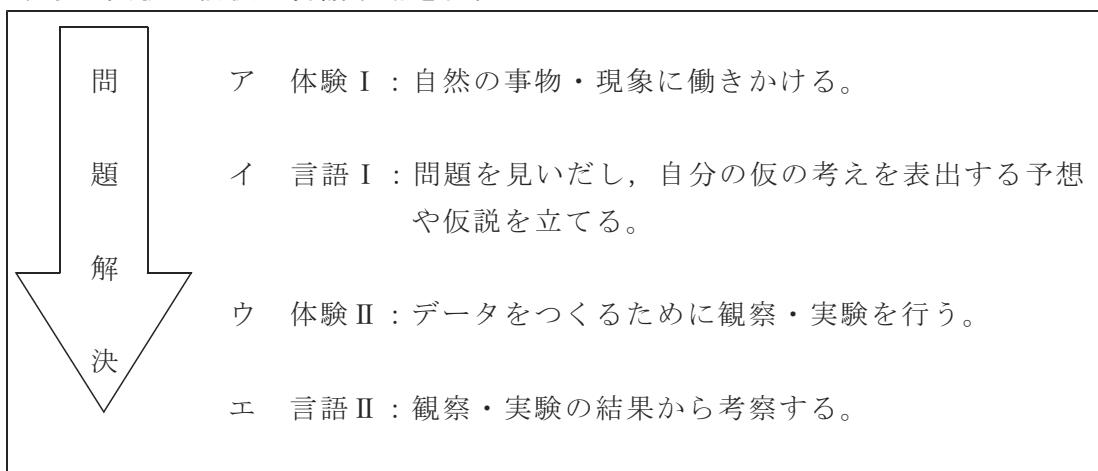 問題解決
ア 体験Ⅰ：自然の事物・現象に働きかける。
イ 言語Ⅰ：問題を見いだし，自分の仮の考えを表出する予想
や仮説を立てる。
ウ 体験Ⅱ：データをつくるために観察・実験を行う。
エ 言語Ⅱ：観察・実験の結果から考察する。